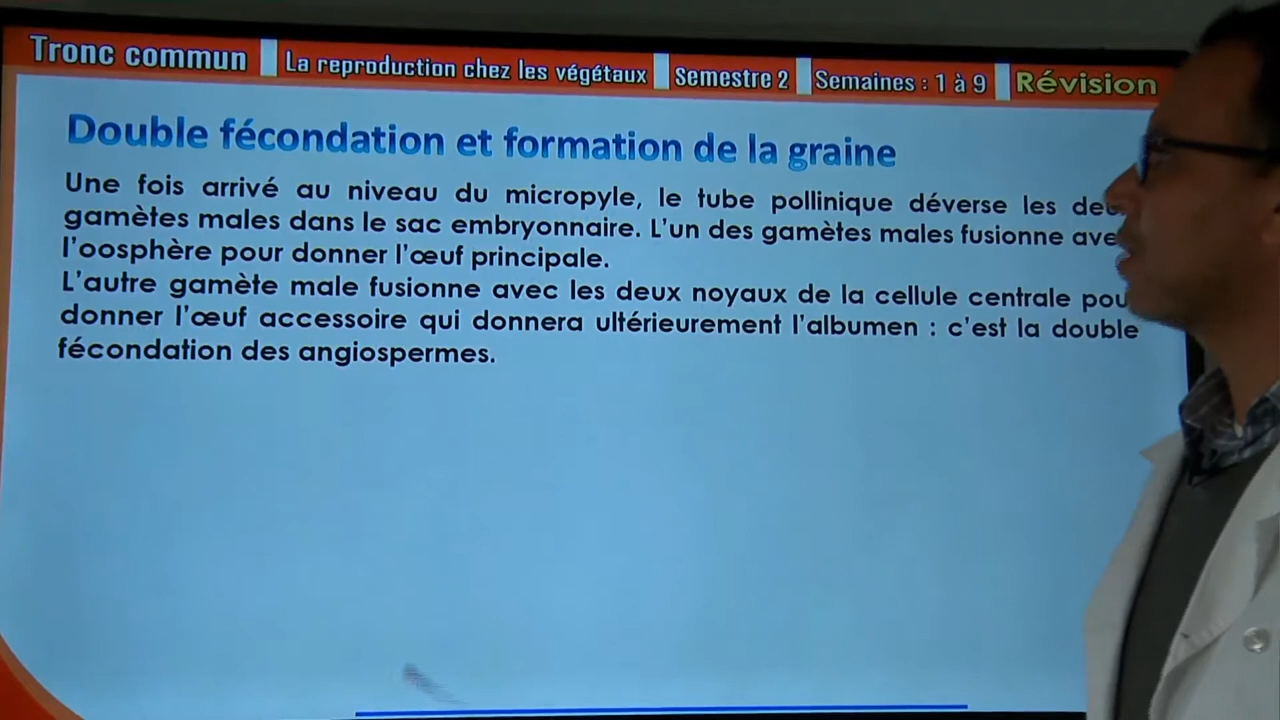 Tronc commun La reproduction chez les végétaux Semestre 2 Semaines : 1 à 9 Révision
Double fécondation et formation de la graine
Une fois arrivé au niveau du micropyle, le tube pollinique déverse les
gamètes males dans le sac embryonnaire. L'un des gamètes males fusionne
l'oosphère pour donner l'œuf principale.
L'autre gamète male fusionne avec les deux noyaux de la cellule centrale
donner l'œuf accessoire qui donnera ultérieurement l'albumen : c'est la double
fécondation des angiospermes.